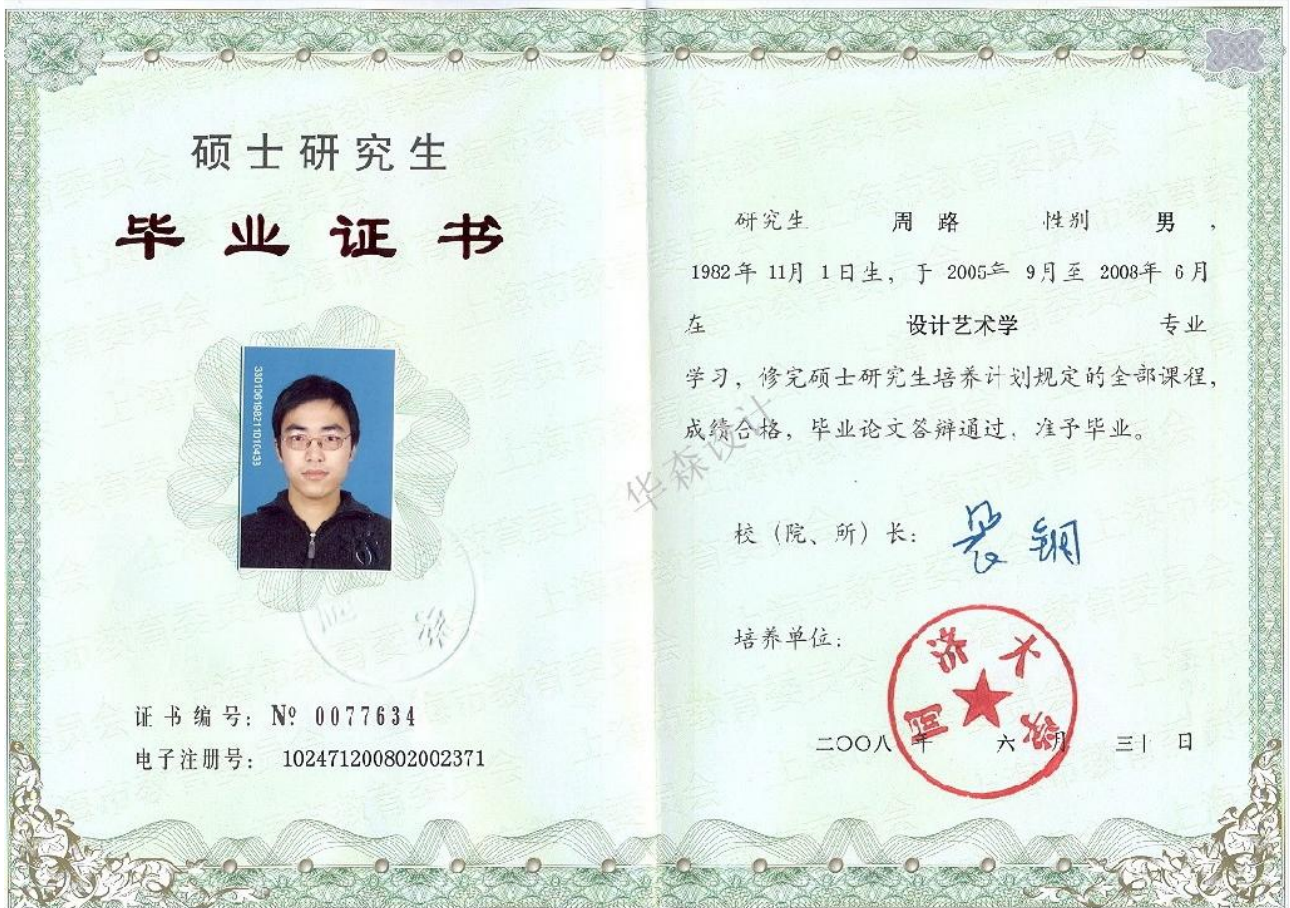 硕士研究生
毕业证书
330106198211010433
证书编号: № 0077634
电子注册号: 102471200802002371
研究生 周路 性别 男,
1982年 11月 1日生, 于 2005年 9月至 2008年 6月
在 设计艺术学 专业
学习, 修完硕士研究生培养计划规定的全部课程,
成绩合格, 毕业论文答辩通过, 准予毕业。
华森设计
校(院、所)长:
培养单位:
同济大学
二〇〇八年 六月 三十日